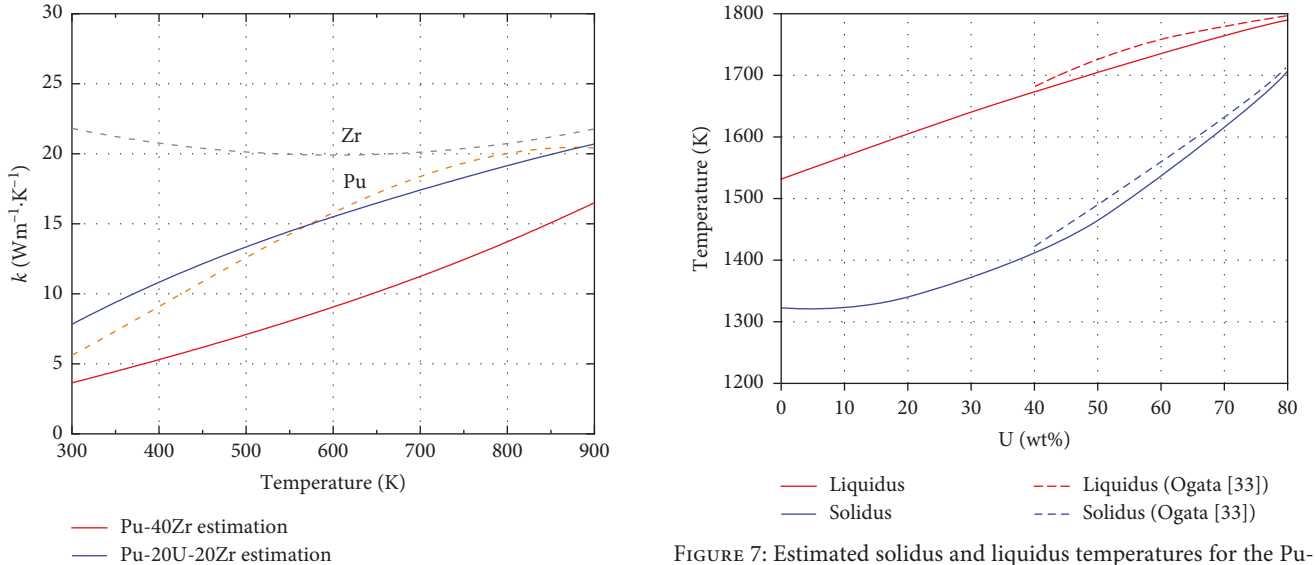 30
25
20
15
10
5
0
k (Wm⁻¹·K⁻¹)
Zr
Pu
300 400 500 600 700 800 900
Temperature (K)
Pu-40Zr estimation
Pu-20U-20Zr estimation
1800
1700
1600
1500
1400
1300
1200
Temperature (K)
0 10 20 30 40 50 60 70 80
U (wt%)
Liquidus
Solidus
Liquidus (Ogata [33])
Solidus (Ogata [33])
FIGURE 7: Estimated solidus and liquidus temperatures for the Pu-